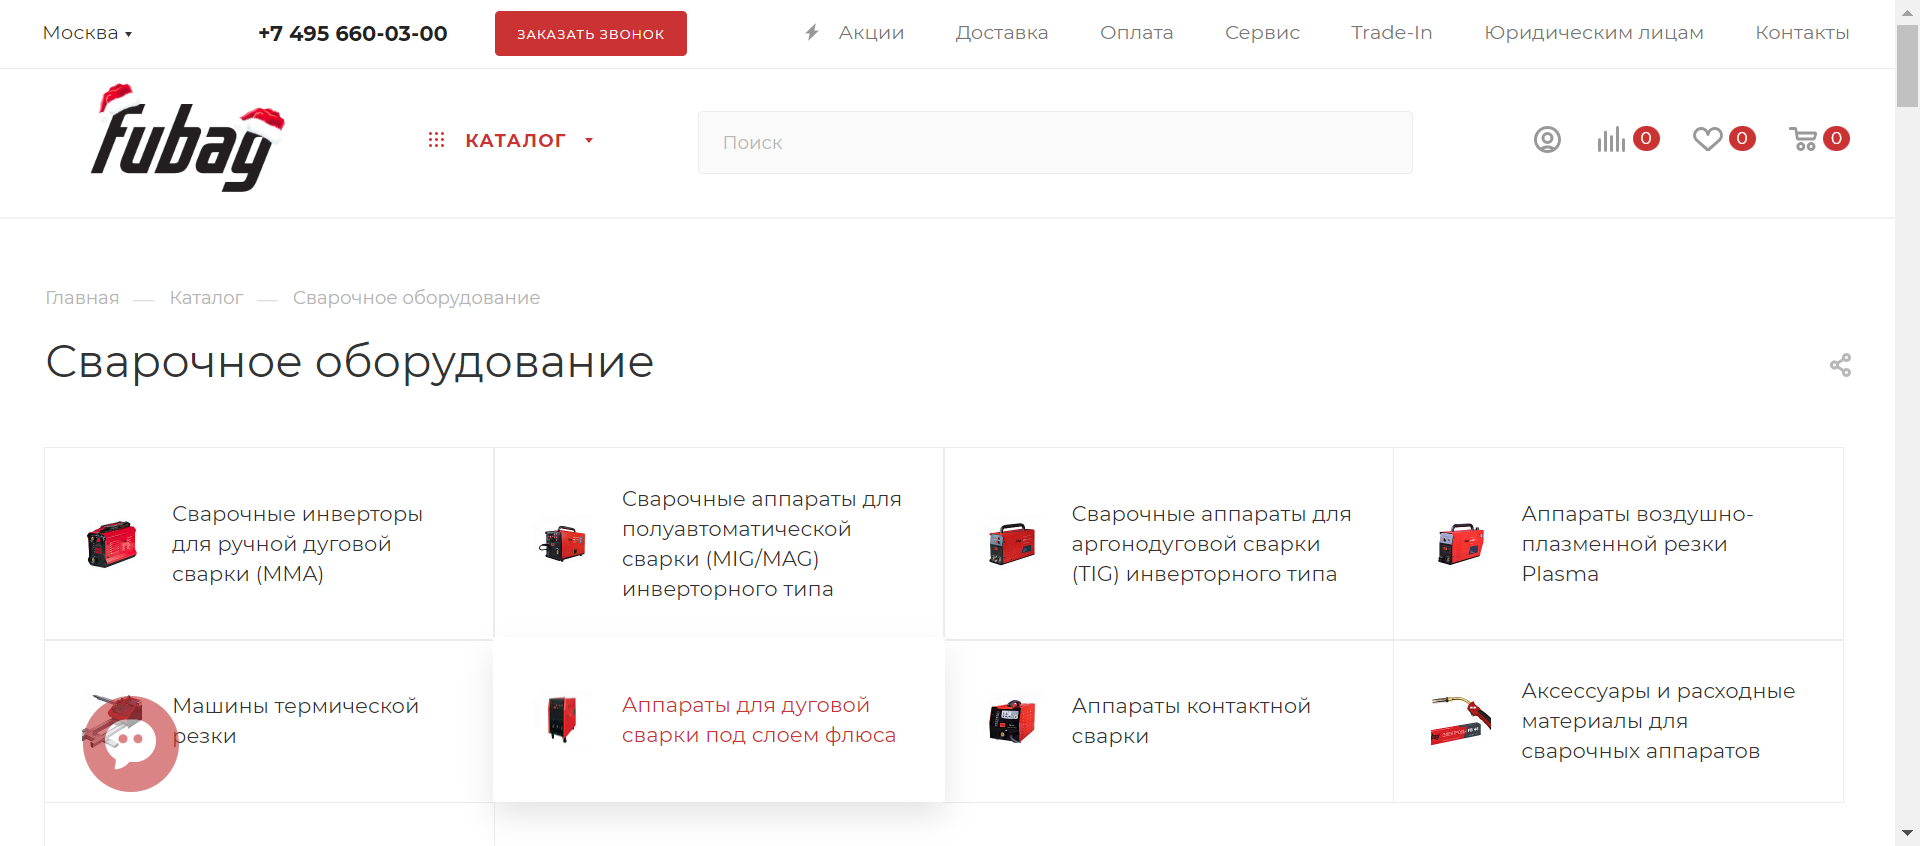 Москва
+7 495 660-03-00
ЗАКАЗАТЬ ЗВОНОК
Акции
Доставка
Оплата
Сервис
Trade-In
Юридическим лицам
Контакты
fubag
КАТАЛОГ
Поиск
0
0
0
Главная — Каталог — Сварочное оборудование
Сварочное оборудование
Сварочные инверторы
для ручной дуговой
сварки (MMA)
Сварочные аппараты для
полуавтоматической
сварки (MIG/MAG)
инверторного типа
Сварочные аппараты для
аргонодуговой сварки
(TIG) инверторного типа
Аппараты воздушно-
плазменной резки
Plasma
Машины термической
резки
Аппараты для дуговой
сварки под слоем флюса
Аппараты контактной
сварки
Аксессуары и расходные
материалы для
сварочных аппаратов